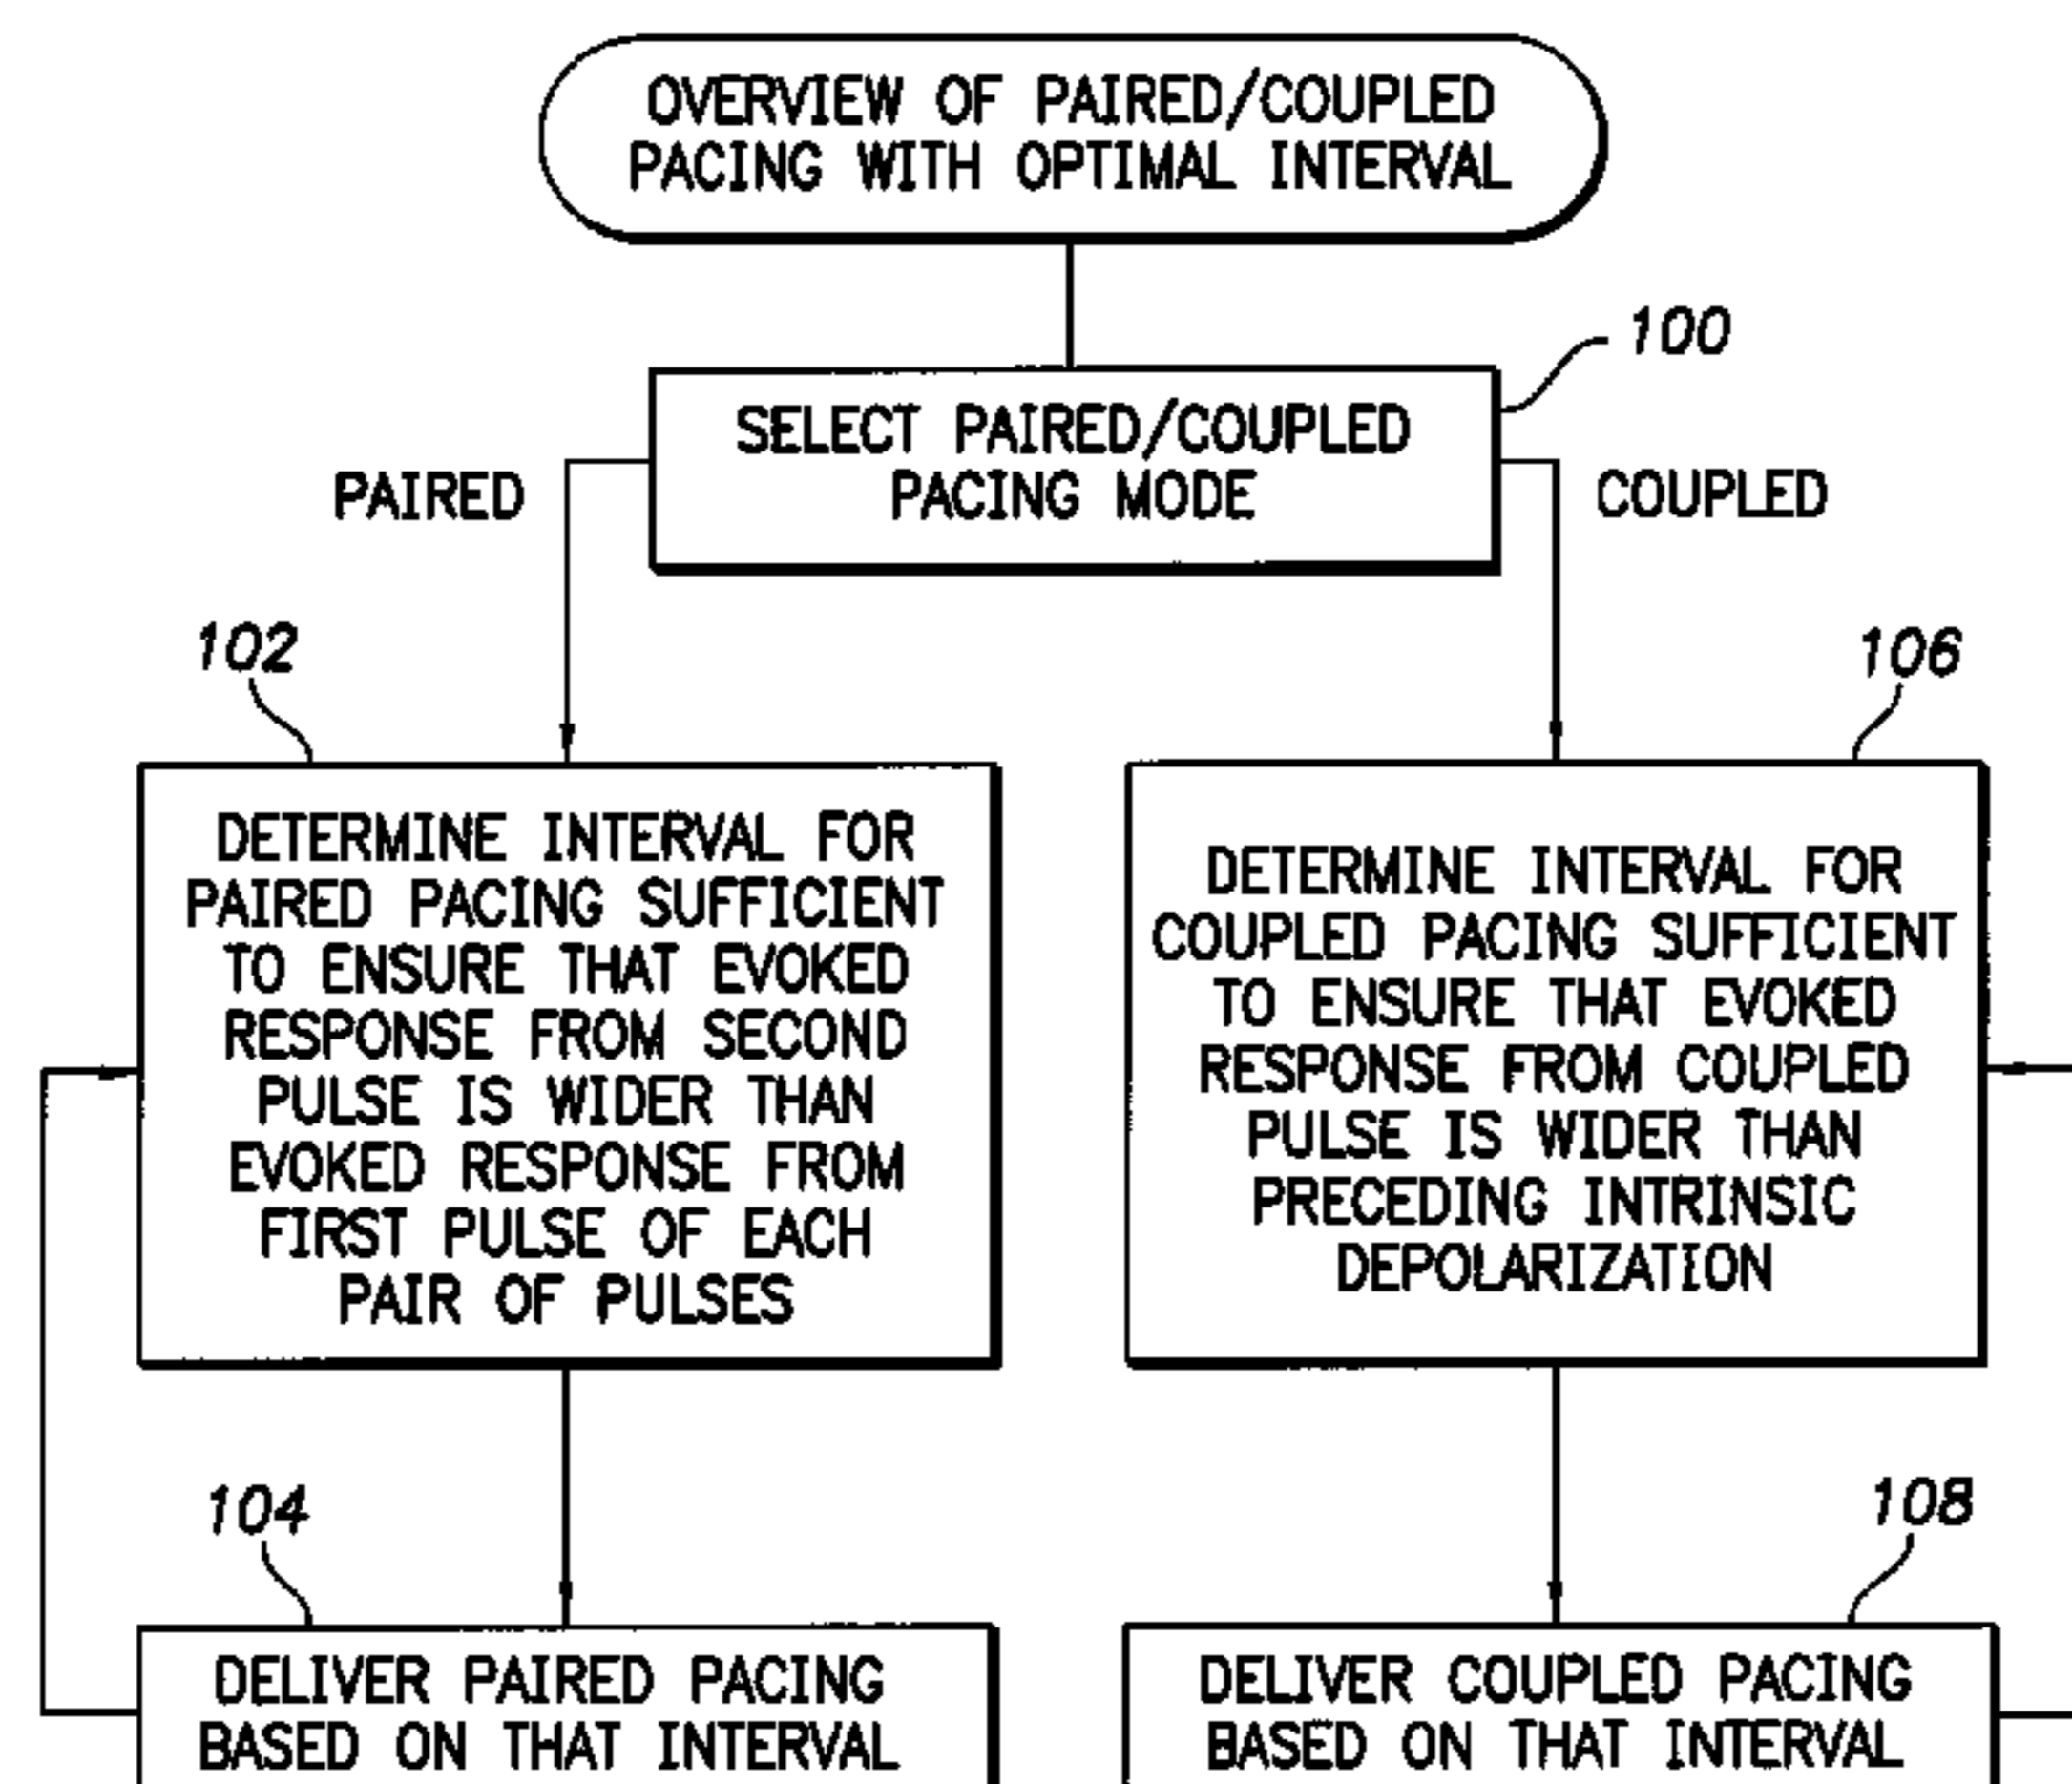 OVERVIEW OF PAIRED/COUPLED
PACING WITH OPTIMAL INTERVAL
100
SELECT PAIRED/COUPLED
PACING MODE
PAIRED
COUPLED
102
DETERMINE INTERVAL FOR
PAIRED PACING SUFFICIENT
TO ENSURE THAT EVOKED
RESPONSE FROM SECOND
PULSE IS WIDER THAN
EVOKED RESPONSE FROM
FIRST PULSE OF EACH
PAIR OF PULSES
106
DETERMINE INTERVAL FOR
COUPLED PACING SUFFICIENT
TO ENSURE THAT EVOKED
RESPONSE FROM COUPLED
PULSE IS WIDER THAN
PRECEDING INTRINSIC
DEPOLARIZATION
104
DELIVER PAIRED PACING
BASED ON THAT INTERVAL
108
DELIVER COUPLED PACING
BASED ON THAT INTERVAL